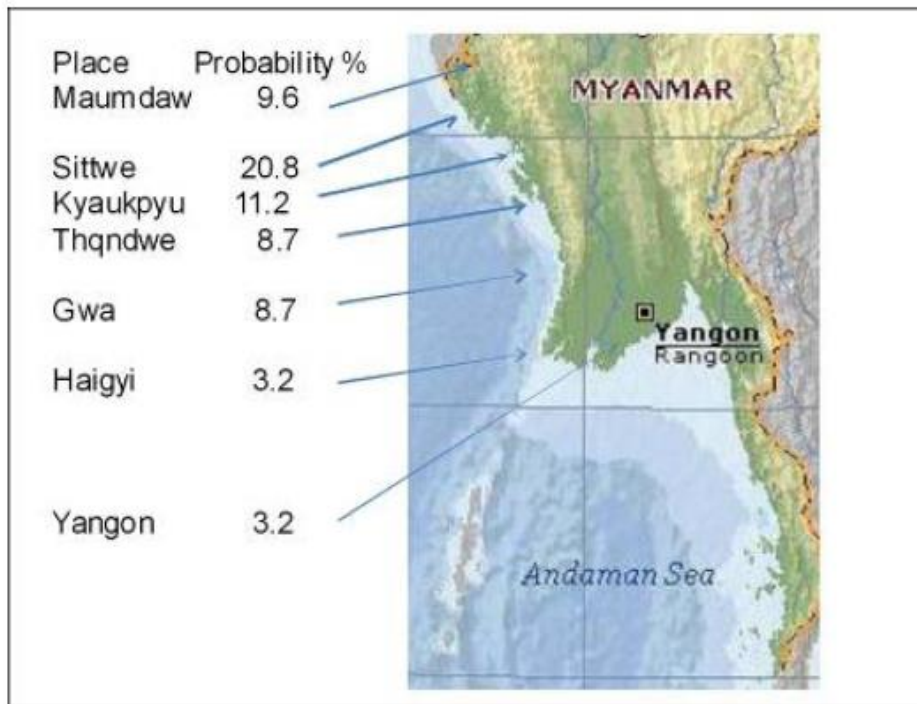 Place Probability %
Maumdaw 9.6
Sittwe 20.8
Kyaukpyu 11.2
Thqndwe 8.7
Gwa 8.7
Haigyi 3.2
Yangon 3.2
MYANMAR
Yangon
Rangoon
Andaman Sea